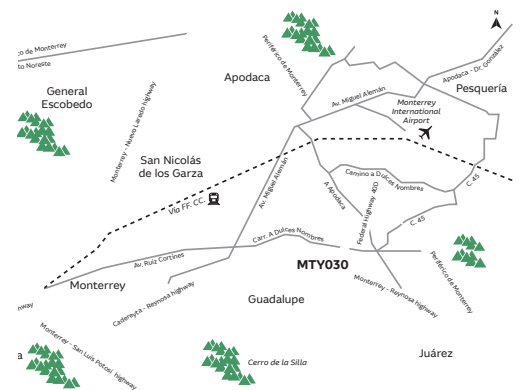 N
co de Monterrey
to Noreste
Periférico de Monterrey
Apodaca - Dr. González
Apodaca
General
Escobedo
Monterrey - Nuevo Laredo highway
Av. Miguel Alemán
Monterrey
International
Airport
Pesquería
San Nicolás
de los Garza
Vía FF. CC.
Av. Miguel Alemán
Camino a Dulces Nombres
A Apodaca
Federal Highway 40D
C. 45
C. 45
Carr. A Dulces Nombres
Av. Ruiz Cortines
MTY030
Periférico de Monterrey
Monterrey
Cadereyta - Reynosa highway
Guadalupe
Monterrey - Reynosa highway
nway
Monterrey - San Luis Potosí highway
a
Cerro de la Silla
Juárez